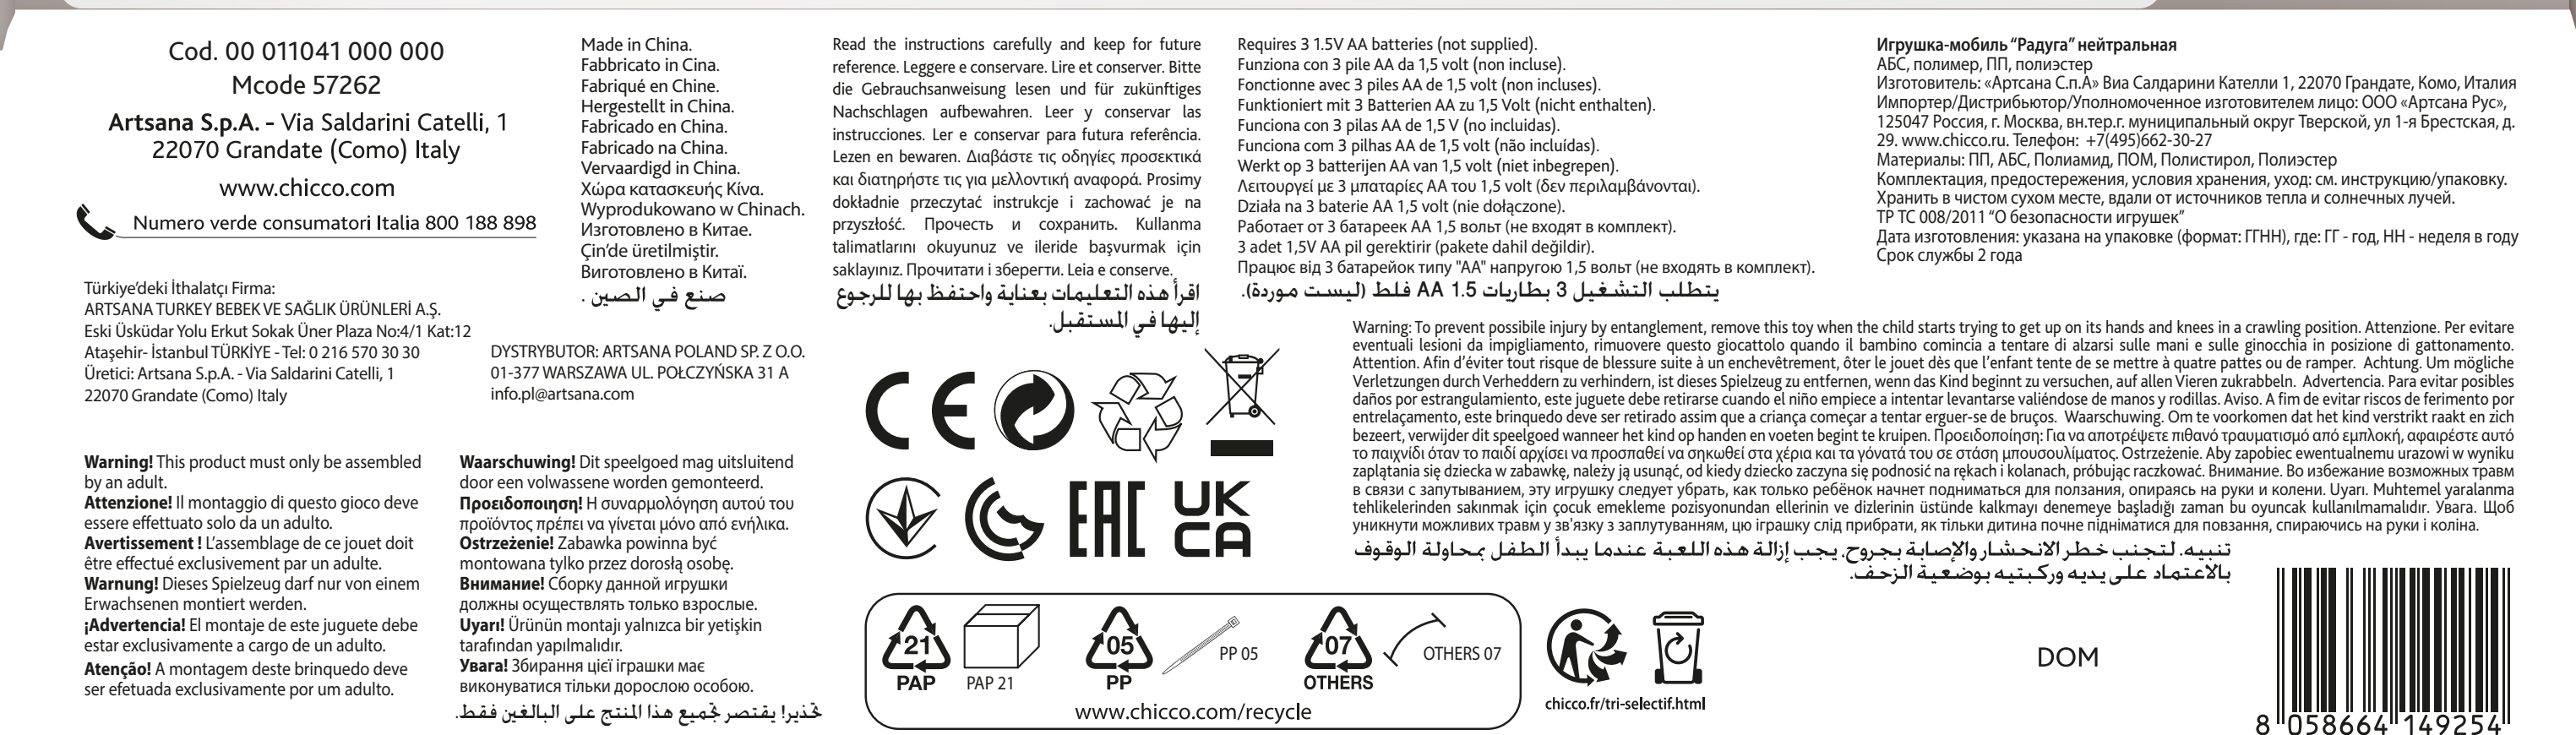 Cod. 00 011041 000 000
Mcode 57262
Artsana S.p.A. - Via Saldarini Catelli, 1
22070 Grandate (Como) Italy
www.chicco.com
Numero verde consumatori Italia 800 188 898
Türkiye'deki İthalatçı Firma:
ARTSANA TURKEY BEBEK VE SAĞLIK ÜRÜNLERİ A.Ş.
Eski Üsküdar Yolu Erkut Sokak Üner Plaza No:4/1 Kat:12
Ataşehir- İstanbul TÜRKİYE - Tel: 0 216 570 30 30
Üretici: Artsana S.p.A. - Via Saldarini Catelli, 1
22070 Grandate (Como) Italy
Made in China.
Fabbricato in Cina.
Fabriqué en Chine.
Hergestellt in China.
Fabricado en China.
Fabricado na China.
Vervaardigd in China.
Χώρα κατασκευής Κίνα.
Wyprodukowano w Chinach.
Изготовлено в Китае.
Çin'de üretilmiştir.
Виготовлено в Китаї.
صنع في الصين .
DYSTRYBUTOR: ARTSANA POLAND SP. Z O.O.
01-377 WARSZAWA UL. POŁCZYŃSKA 31 A
info.pl@artsana.com
Warning! This product must only be assembled
by an adult.
Attenzione! Il montaggio di questo gioco deve
essere effettuato solo da un adulto.
Avertissement ! L'assemblage de ce jouet doit
être effectué exclusivement par un adulte.
Warnung! Dieses Spielzeug darf nur von einem
Erwachsenen montiert werden.
¡Advertencia! El montaje de este juguete debe
estar exclusivamente a cargo de un adulto.
Atenção! A montagem deste brinquedo deve
ser efetuada exclusivamente por um adulto.
Waarschuwing! Dit speelgoed mag uitsluitend
door een volwassene worden gemonteerd.
Προειδοποιηση! Η συναρμολόγηση αυτού του
προϊόντος πρέπει να γίνεται μόνο από ενήλικα.
Ostrzeżenie! Zabawka powinna być
montowana tylko przez dorosłą osobę.
Внимание! Сборку данной игрушки
должны осуществлять только взрослые.
Uyarı! Ürünün montajı yalnızca bir yetişkin
tarafından yapılmalıdır.
Увага! Збирання цієї іграшки має
виконуватися тільки дорослою особою.
تحذير! يقتصر تجميع هذا المنتج على البالغين فقط.
Read the instructions carefully and keep for future
reference. Leggere e conservare. Lire et conserver. Bitte
die Gebrauchsanweisung lesen und für zukünftiges
Nachschlagen aufbewahren. Leer y conservar las
instrucciones. Ler e conservar para futura referência.
Lezen en bewaren. Διαβάστε τις οδηγίες προσεκτικά
και διατηρήστε τις για μελλοντική αναφορά. Prosimy
dokładnie przeczytać instrukcje i zachować je na
przyszłość. Прочесть и сохранить. Kullanma
talimatlarını okuyunuz ve ileride başvurmak için
saklayınız. Прочитати і зберегти. Leia e conserve.
اقرأ هذه التعليمات بعناية واحتفظ بها للرجوع
إليها في المستقبل.
CE
EAC
UK
CA
21
PAP
PAP 21
05
PP
PP 05
07
OTHERS
OTHERS 07
www.chicco.com/recycle
chicco.fr/tri-selectif.html
Requires 3 1.5V AA batteries (not supplied).
Funziona con 3 pile AA da 1,5 volt (non incluse).
Fonctionne avec 3 piles AA de 1,5 volt (non incluses).
Funktioniert mit 3 Batterien AA zu 1,5 Volt (nicht enthalten).
Funciona con 3 pilas AA de 1,5 V (no incluidas).
Funciona com 3 pilhas AA de 1,5 volt (não incluídas).
Werkt op 3 batterijen AA van 1,5 volt (niet inbegrepen).
Λειτουργεί με 3 μπαταρίες ΑΑ του 1,5 volt (δεν περιλαμβάνονται).
Działa na 3 baterie AA 1,5 volt (nie dołączone).
Работает от 3 батареек АА 1,5 вольт (не входят в комплект).
3 adet 1,5V AA pil gerektirir (pakete dahil değildir).
Працює від 3 батарейок типу "АА" напругою 1,5 вольт (не входять в комплект).
يتطلب التشغيل 3 بطاريات AA 1.5 فلط (ليست موردة).
Игрушка-мобиль “Радуга” нейтральная
АБС, полимер, ПП, полиэстер
Изготовитель: «Артсана С.п.А» Виа Салдарини Кателли 1, 22070 Грандате, Комо, Италия
Импортер/Дистрибьютор/Уполномоченное изготовителем лицо: ООО «Артсана Рус»,
125047 Россия, г. Москва, вн.тер.г. муниципальный округ Тверской, ул 1-я Брестская, д.
29. www.chicco.ru. Телефон: +7(495)662-30-27
Материалы: ПП, АБС, Полиамид, ПОМ, Полистирол, Полиэстер
Комплектация, предостережения, условия хранения, уход: см. инструкцию/упаковку.
Хранить в чистом сухом месте, вдали от источников тепла и солнечных лучей.
ТР ТС 008/2011 “О безопасности игрушек”
Дата изготовления: указана на упаковке (формат: ГГНН), где: ГГ - год, НН - неделя в году
Срок службы 2 года
Warning: To prevent possibile injury by entanglement, remove this toy when the child starts trying to get up on its hands and knees in a crawling position. Attenzione. Per evitare
eventuali lesioni da impigliamento, rimuovere questo giocattolo quando il bambino comincia a tentare di alzarsi sulle mani e sulle ginocchia in posizione di gattonamento.
Attention. Afin d'éviter tout risque de blessure suite à un enchevêtrement, ôter le jouet dès que l'enfant tente de se mettre à quatre pattes ou de ramper. Achtung. Um mögliche
Verletzungen durch Verheddern zu verhindern, ist dieses Spielzeug zu entfernen, wenn das Kind beginnt zu versuchen, auf allen Vieren zukrabbeln. Advertencia. Para evitar posibles
daños por estrangulamiento, este juguete debe retirarse cuando el niño empiece a intentar levantarse valiéndose de manos y rodillas. Aviso. A fim de evitar riscos de ferimento por
entrelaçamento, este brinquedo deve ser retirado assim que a criança começar a tentar erguer-se de bruços. Waarschuwing. Om te voorkomen dat het kind verstrikt raakt en zich
bezeert, verwijder dit speelgoed wanneer het kind op handen en voeten begint te kruipen. Προειδοποίηση: Για να αποτρέψετε πιθανό τραυματισμό από εμπλοκή, αφαιρέστε αυτό
το παιχνίδι όταν το παιδί αρχίσει να προσπαθεί να σηκωθεί στα χέρια και τα γόνατά του σε στάση μπουσουλίματος. Ostrzeżenie. Aby zapobiec ewentualnemu urazowi w wyniku
zaplątania się dziecka w zabawkę, należy ją usunąć, od kiedy dziecko zaczyna się podnosić na rękach i kolanach, próbując raczkować. Внимание. Во избежание возможных травм
в связи с запутыванием, эту игрушку следует убрать, как только ребёнок начнет подниматься для ползания, опираясь на руки и колени. Uyarı. Muhtemel yaralanma
tehlikelerinden sakınmak için çocuk emekleme pozisyonundan ellerinin ve dizlerinin üstünde kalkmayı denemeye başladığı zaman bu oyuncak kullanılmamalıdır. Увага. Щоб
уникнути можливих травм у зв'язку з заплутуванням, цю іграшку слід прибрати, як тільки дитина почне підніматися для повзання, спираючись на руки і коліна.
تنبيه. لتجنب خطر الانحشار والإصابة بجروح, يجب إزالة هذه اللعبة عندما يبدأ الطفل بمحاولة الوقوف
بالاعتماد على يديه وركبتيه بوضعية الزحف.
DOM
8 058664 149254